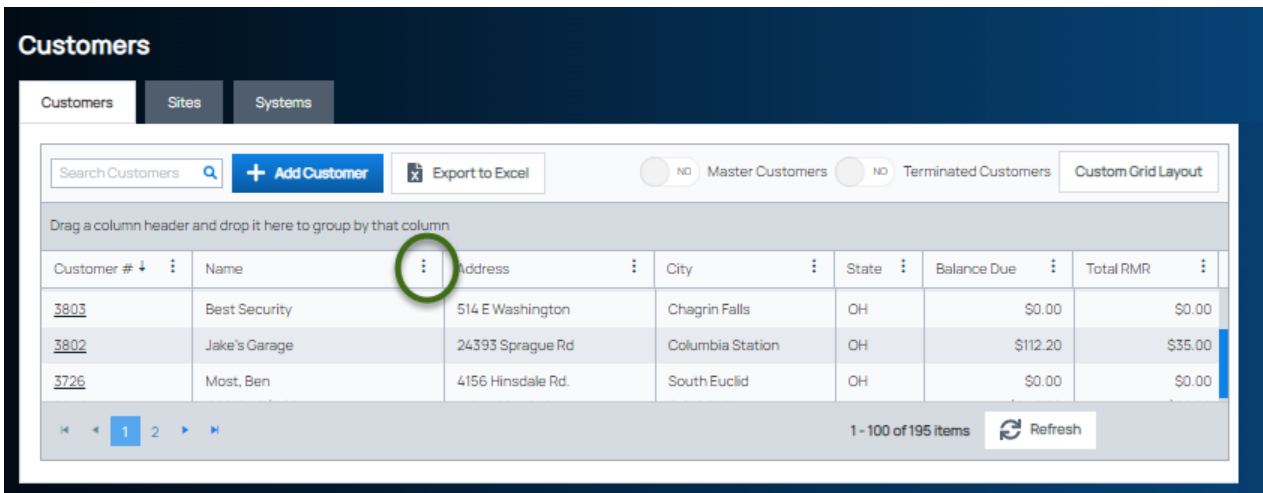 Customers
Customers Sites Systems
Search Customers + Add Customer Export to Excel NO Master Customers NO Terminated Customers Custom Grid Layout
Drag a column header and drop it here to group by that column
Customer # Name Address City State Balance Due Total RMR
3803 Best Security 514 E Washington Chagrin Falls OH $0.00 $0.00
3802 Jake's Garage 24393 Sprague Rd Columbia Station OH $112.20 $35.00
3726 Most, Ben 4156 Hinsdale Rd. South Euclid OH $0.00 $0.00
1 2 1 - 100 of 195 items Refresh